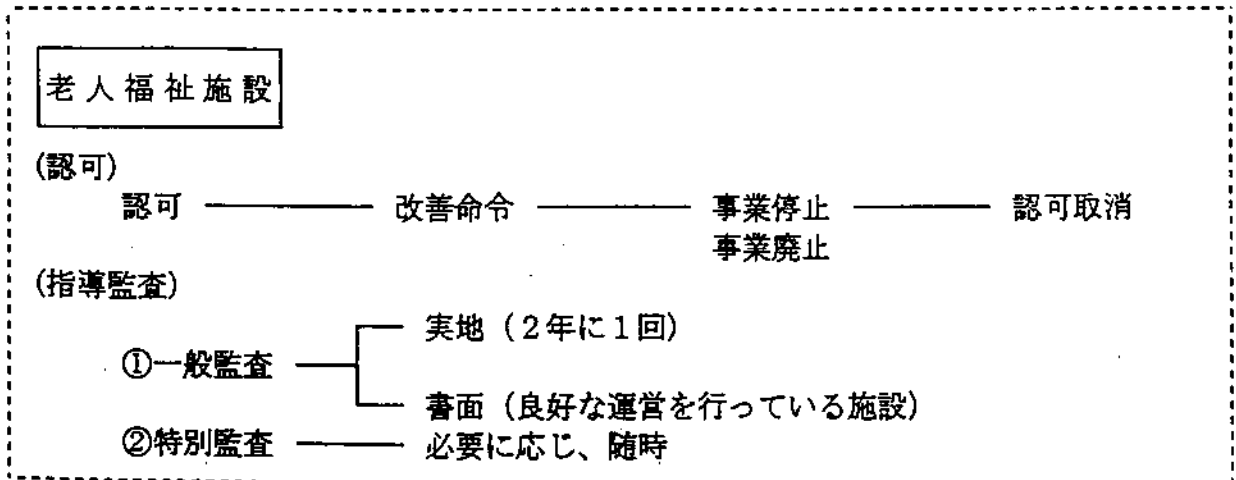 老人福祉施設
(認可)
認可 改善命令 事業停止 認可取消
事業廃止
(指導監査)
実地（２年に１回）
①一般監査
書面（良好な運営を行っている施設）
②特別監査 必要に応じ、随時